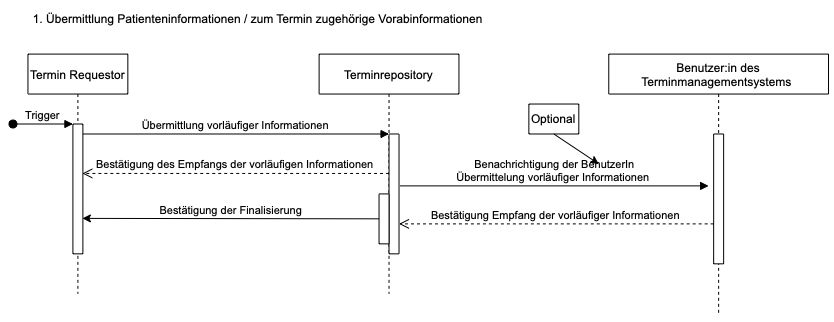 1. Übermittlung Patienteninformationen / zum Termin zugehörige Vorabinformationen
Termin Requestor
Terminrepository
Benutzer:in des
Terminmanagementsystems
Trigger
Übermittlung vorläufiger Informationen
Optional
Bestätigung des Empfangs der vorläufigen Informationen
Benachrichtigung der BenutzerIn
Übermittelung vorläufiger Informationen
Bestätigung der Finalisierung
Bestätigung Empfang der vorläufiger Informationen